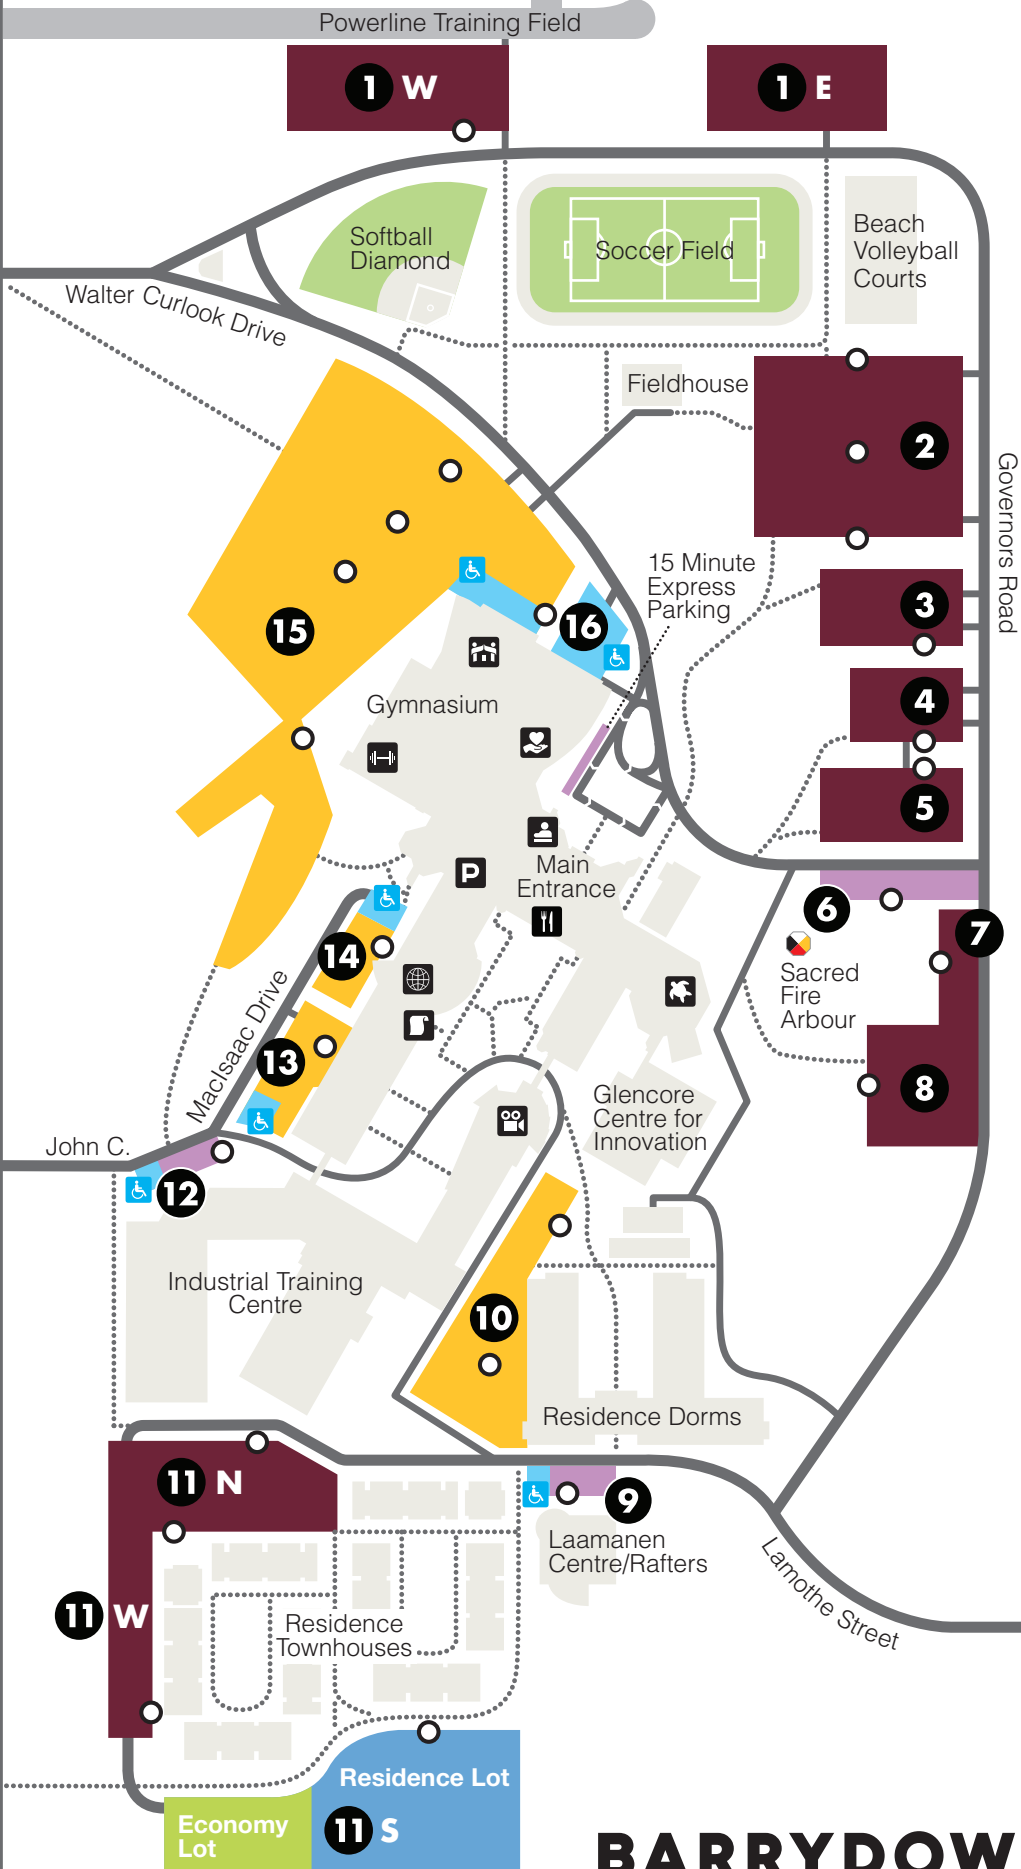 Powerline Training Field
1 W
1 E
Softball
Diamond
Soccer Field
Beach
Volleyball
Courts
Walter Curlook Drive
Fieldhouse
2
Governors Road
15 Minute
Express
Parking
3
15
16
4
Gymnasium
5
P
Main
Entrance
6
7
14
Sacred
Fire
Arbour
MacIsaac Drive
13
8
Glencore
Centre for
Innovation
John C.
12
Industrial Training
Centre
10
Residence Dorms
11 N
9
Laamanen
Centre/Rafters
Lamothe Street
11 W
Residence
Townhouses
Residence Lot
11 S
Economy
Lot
BARRYDOW